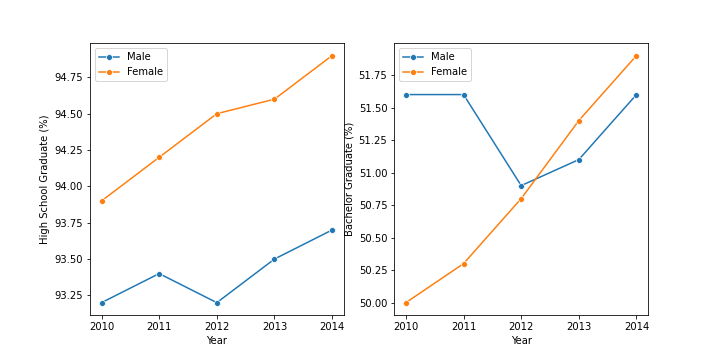 Male
Female
High School Graduate (%)
94.75
94.50
94.25
94.00
93.75
93.50
93.25
2010 2011 2012 2013 2014
Year
Male
Female
Bachelor Graduate (%)
51.75
51.50
51.25
51.00
50.75
50.50
50.25
50.00
2010 2011 2012 2013 2014
Year